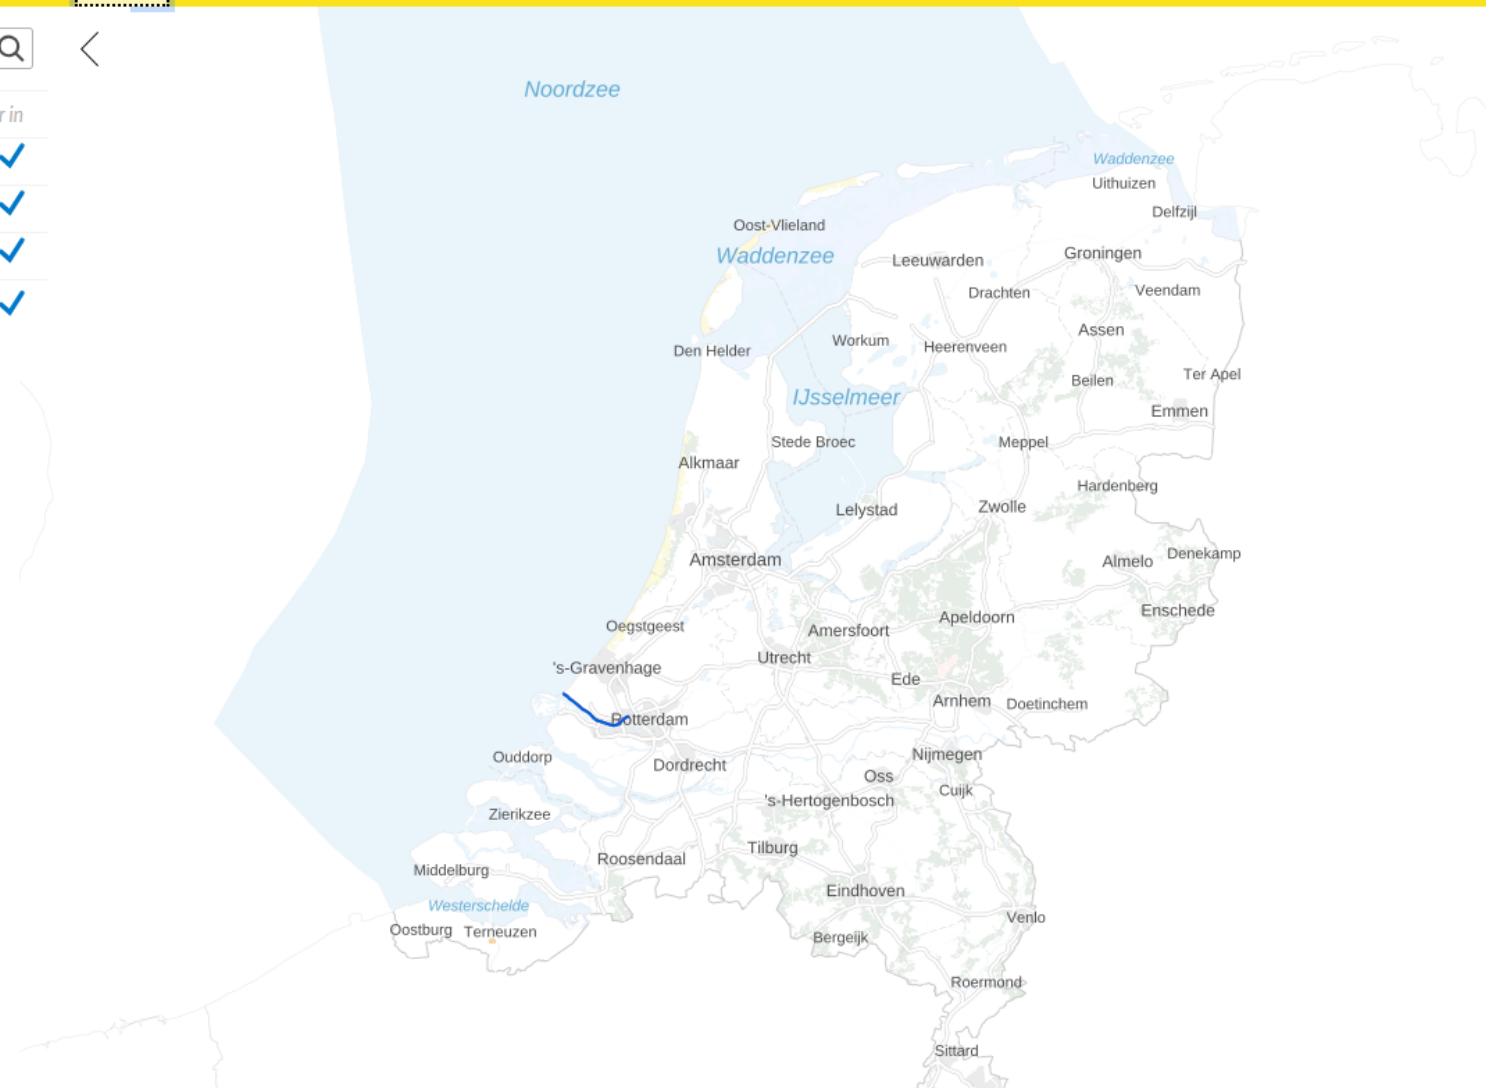 Noordzee
r in
Waddenzee
Uithuizen
Delfzijl
Oost-Vlieland
Waddenzee
Leeuwarden
Groningen
Drachten
Veendam
Assen
Workum
Heerenveen
Den Helder
Beilen
Ter Apel
IJsselmeer
Emmen
Stede Broec
Meppel
Alkmaar
Hardenberg
Lelystad
Zwolle
Amsterdam
Almelo
Denekamp
Enschede
Apeldoorn
Oegstgeest
Amersfoort
's-Gravenhage
Utrecht
Ede
Arnhem
Doetinchem
Rotterdam
Ouddorp
Dordrecht
Nijmegen
Oss
Cuijk
's-Hertogenbosch
Zierikzee
Tilburg
Roosendaal
Middelburg
Eindhoven
Westerschelde
Venlo
Oostburg
Terneuzen
Bergeijk
Roermond
Sittard